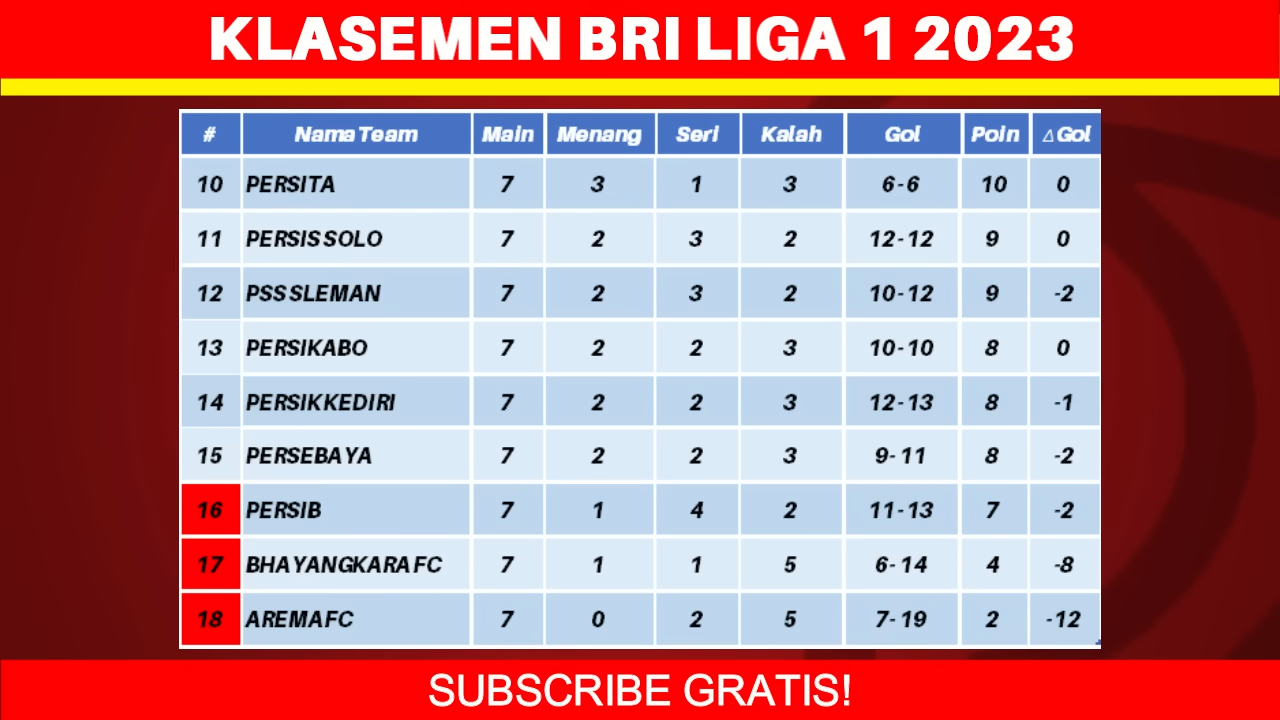 KLASEMEN BRI LIGA 1 2023
# Nama Team Main Menang Seri Kalah Gol Poin △Gol
10 PERSITA 7 3 1 3 6-6 10 0
11 PERSIS SOLO 7 2 3 2 12-12 9 0
12 PSS SLEMAN 7 2 3 2 10-12 9 -2
13 PERSIKABO 7 2 2 3 10-10 8 0
14 PERSIK KEDIRI 7 2 2 3 12-13 8 -1
15 PERSEBAYA 7 2 2 3 9-11 8 -2
16 PERSIB 7 1 4 2 11-13 7 -2
17 BHAYANGKARA FC 7 1 1 5 6-14 4 -8
18 AREMA FC 7 0 2 5 7-19 2 -12
SUBSCRIBE GRATIS!